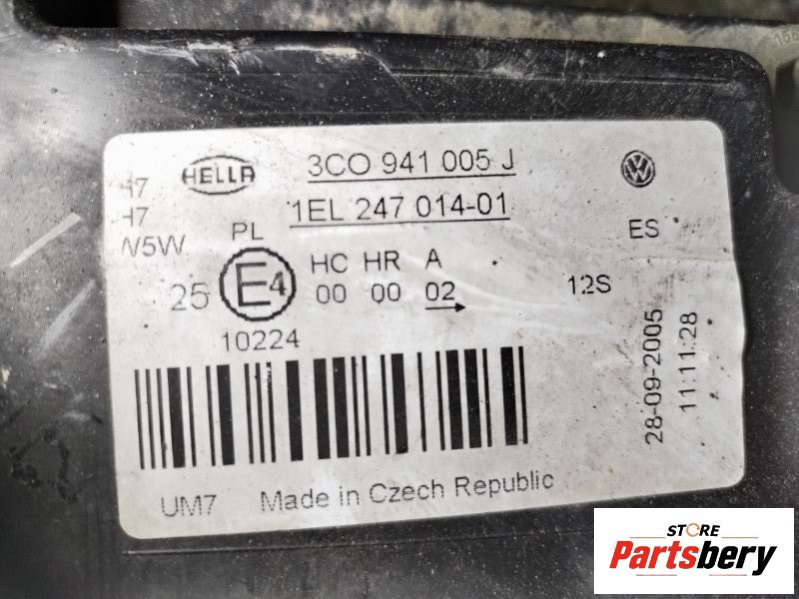 H7
HELLA
3C0 941 005 J
H7
1EL 247 014-01
W5W
PL
ES
25
E4
HC HR A
00 00 02
12S
10224
28-09-2005
11:11:28
UM7
Made in Czech Republic
STORE
Partsbery